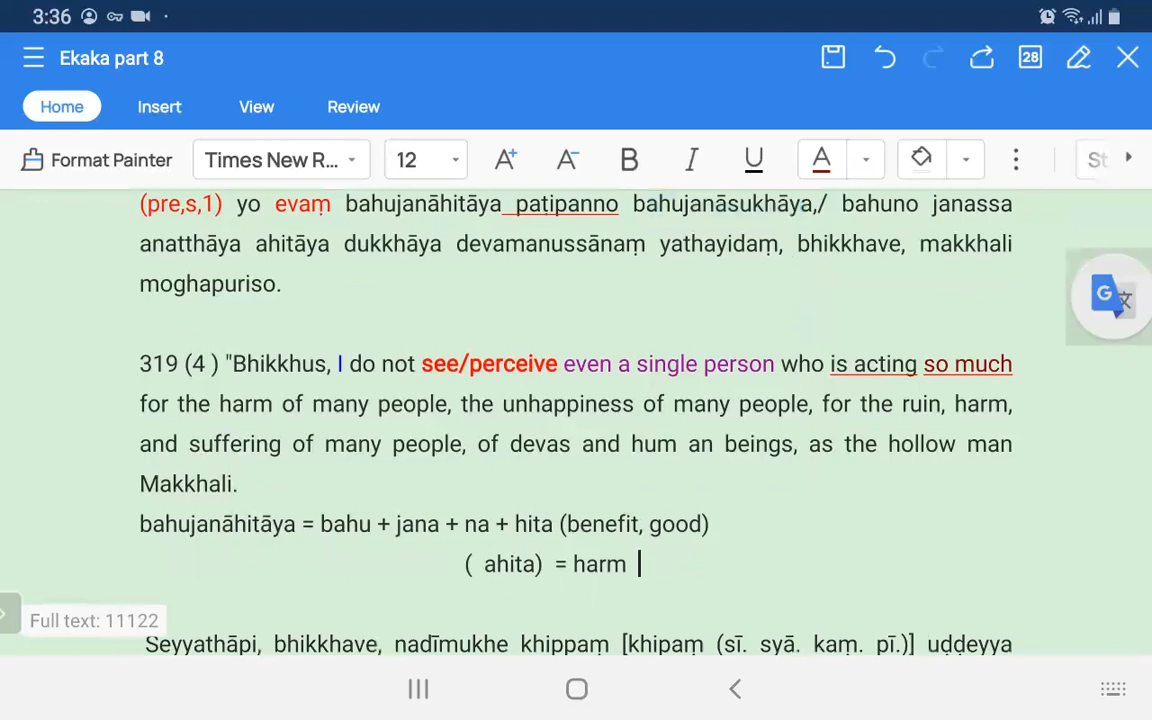 3:36
Ekaka part 8
28
Home Insert View Review
Format Painter Times New R... 12 B I U A St
(pre,s,1) yo evaṃ bahujanāhitāya paṭipanno bahujanāsukhāya,/ bahuno janassa
anatthāya ahitāya dukkhāya devamanussānaṃ yathayidaṃ, bhikkhave, makkhali
moghapuriso.
319 (4 ) "Bhikkhus, I do not see/perceive even a single person who is acting so much
for the harm of many people, the unhappiness of many people, for the ruin, harm,
and suffering of many people, of devas and hum an beings, as the hollow man
Makkhali.
bahujanāhitāya = bahu + jana + na + hita (benefit, good)
( ahita) = harm
Full text: 11122
Seyyathāpi, bhikkhave, nadīmukhe khippaṃ [khipaṃ (sī. syā. kaṃ. pī.)] uḍḍeyya